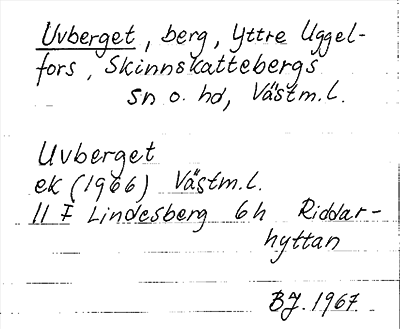 Uvberget, berg, Yttre Uggel-
fors, Skinnskattebergs
sn o. hd, Västm.l.
Uvberget
ek (1966) Västm.l.
11 F Lindesberg 6h Riddar-
hyttan
BJ. 1967